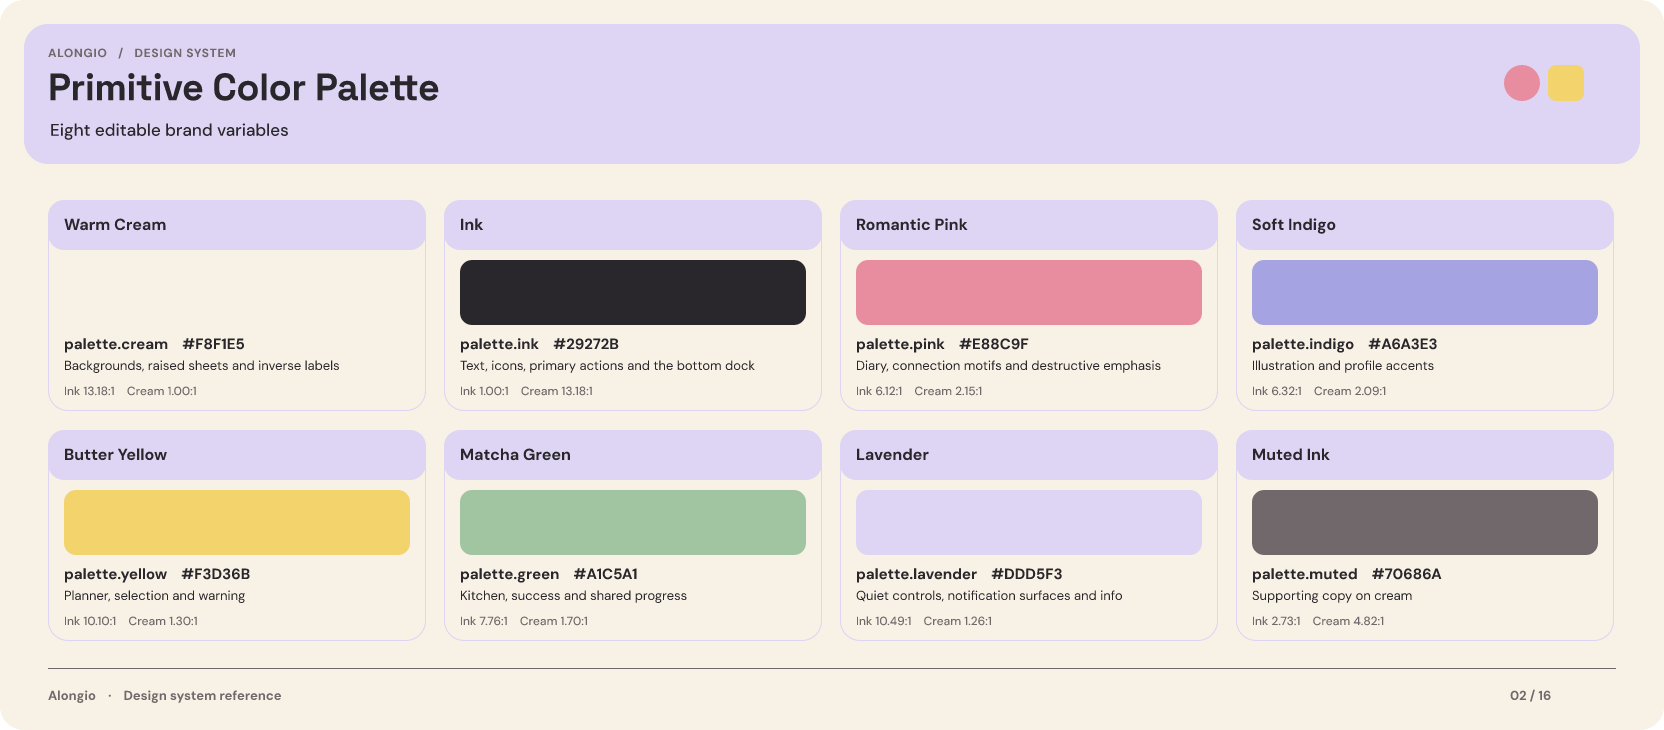 ALONGIO / DESIGN SYSTEM
Primitive Color Palette
Eight editable brand variables
Warm Cream
palette.cream #F8F1E5
Backgrounds, raised sheets and inverse labels
Ink 13.18:1 Cream 1.00:1
Ink
palette.ink #29272B
Text, icons, primary actions and the bottom dock
Ink 1.00:1 Cream 13.18:1
Romantic Pink
palette.pink #E88C9F
Diary, connection motifs and destructive emphasis
Ink 6.12:1 Cream 2.15:1
Soft Indigo
palette.indigo #A6A3E3
Illustration and profile accents
Ink 6.32:1 Cream 2.09:1
Butter Yellow
palette.yellow #F3D36B
Planner, selection and warning
Ink 10.10:1 Cream 1.30:1
Matcha Green
palette.green #A1C5A1
Kitchen, success and shared progress
Ink 7.76:1 Cream 1.70:1
Lavender
palette.lavender #DDD5F3
Quiet controls, notification surfaces and info
Ink 10.49:1 Cream 1.26:1
Muted Ink
palette.muted #70686A
Supporting copy on cream
Ink 2.73:1 Cream 4.82:1
Alongio · Design system reference
02 / 16